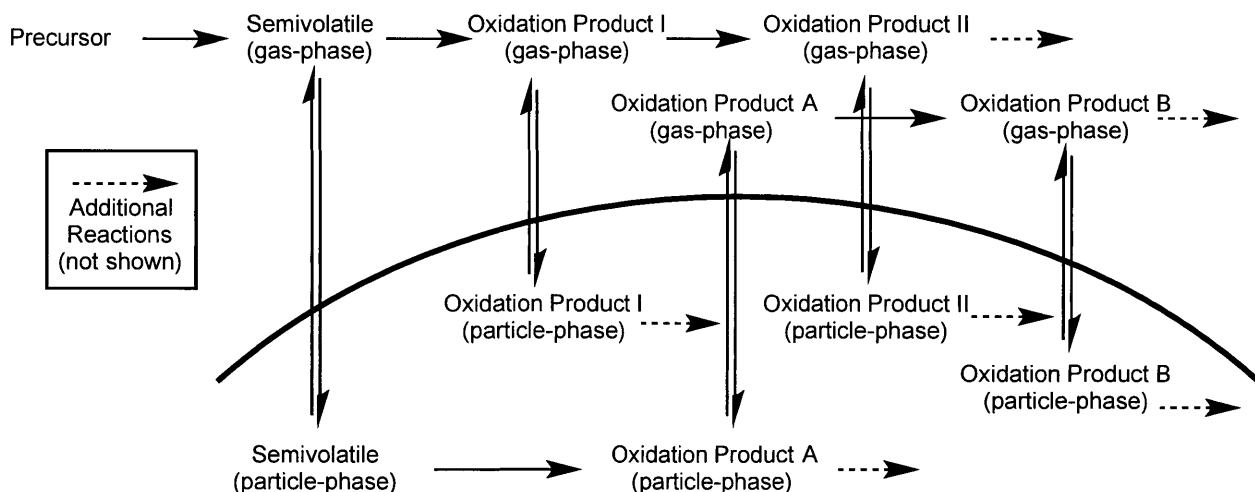 Precursor
Semivolatile
(gas-phase)
Oxidation Product I
(gas-phase)
Oxidation Product II
(gas-phase)
Oxidation Product A
(gas-phase)
Oxidation Product B
(gas-phase)
Additional
Reactions
(not shown)
Oxidation Product I
(particle-phase)
Oxidation Product II
(particle-phase)
Oxidation Product B
(particle-phase)
Semivolatile
(particle-phase)
Oxidation Product A
(particle-phase)